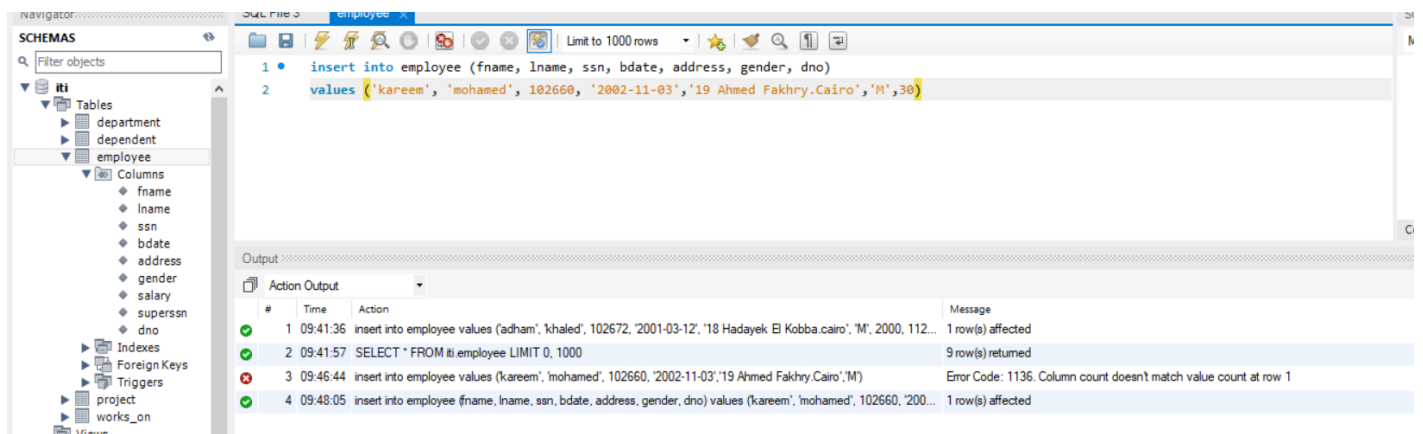 Navigator
SQL File 3
employee
SCHEMAS
Filter objects
iti
Tables
department
dependent
employee
Columns
fname
lname
ssn
bdate
address
gender
salary
superssn
dno
Indexes
Foreign Keys
Triggers
project
works_on
Views
Limit to 1000 rows
1 insert into employee (fname, lname, ssn, bdate, address, gender, dno)
2 values ('kareem', 'mohamed', 102660, '2002-11-03','19 Ahmed Fakhry.Cairo','M',30)
Output
Action Output
# Time Action Message
1 09:41:36 insert into employee values ('adham', 'khaled', 102672, '2001-03-12', '18 Hadayek El Kobba.cairo', 'M', 2000, 112... 1 row(s) affected
2 09:41:57 SELECT * FROM iti.employee LIMIT 0, 1000 9 row(s) returned
3 09:46:44 insert into employee values ('kareem', 'mohamed', 102660, '2002-11-03','19 Ahmed Fakhry.Cairo','M') Error Code: 1136. Column count doesn't match value count at row 1
4 09:48:05 insert into employee (fname, lname, ssn, bdate, address, gender, dno) values ('kareem', 'mohamed', 102660, '200... 1 row(s) affected